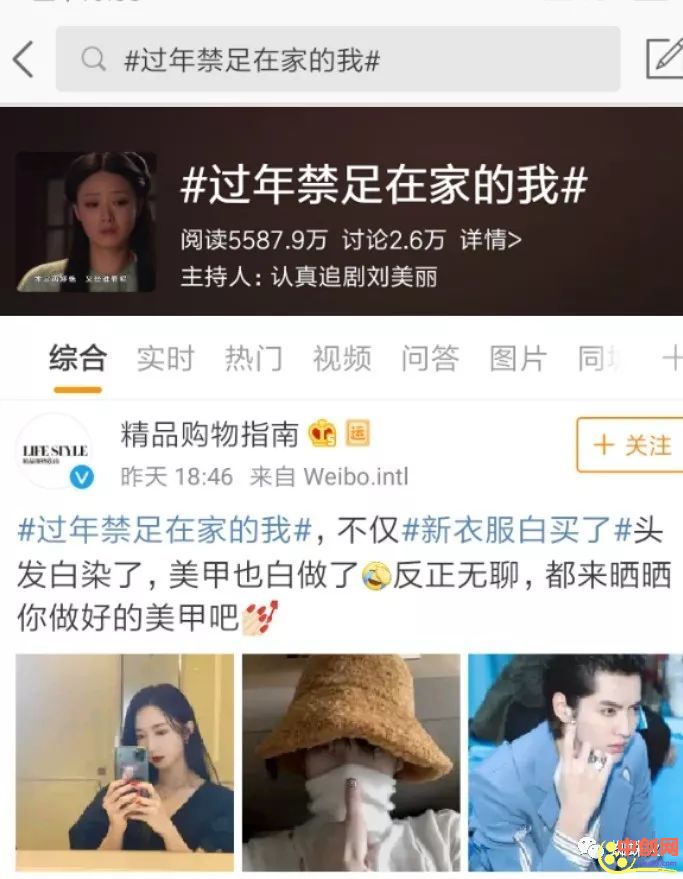 #过年禁足在家的我#
#过年禁足在家的我#
阅读5587.9万 讨论2.6万 详情>
主持人:认真追剧刘美丽
综合 实时 热门 视频 问答 图片 同城
LIFE STYLE
精品购物指南
昨天 18:46 来自 Weibo.intl
+ 关注
#过年禁足在家的我#，不仅#新衣服白买了#头
发白染了，美甲也白做了反正无聊，都来晒晒
你做好的美甲吧
中创网